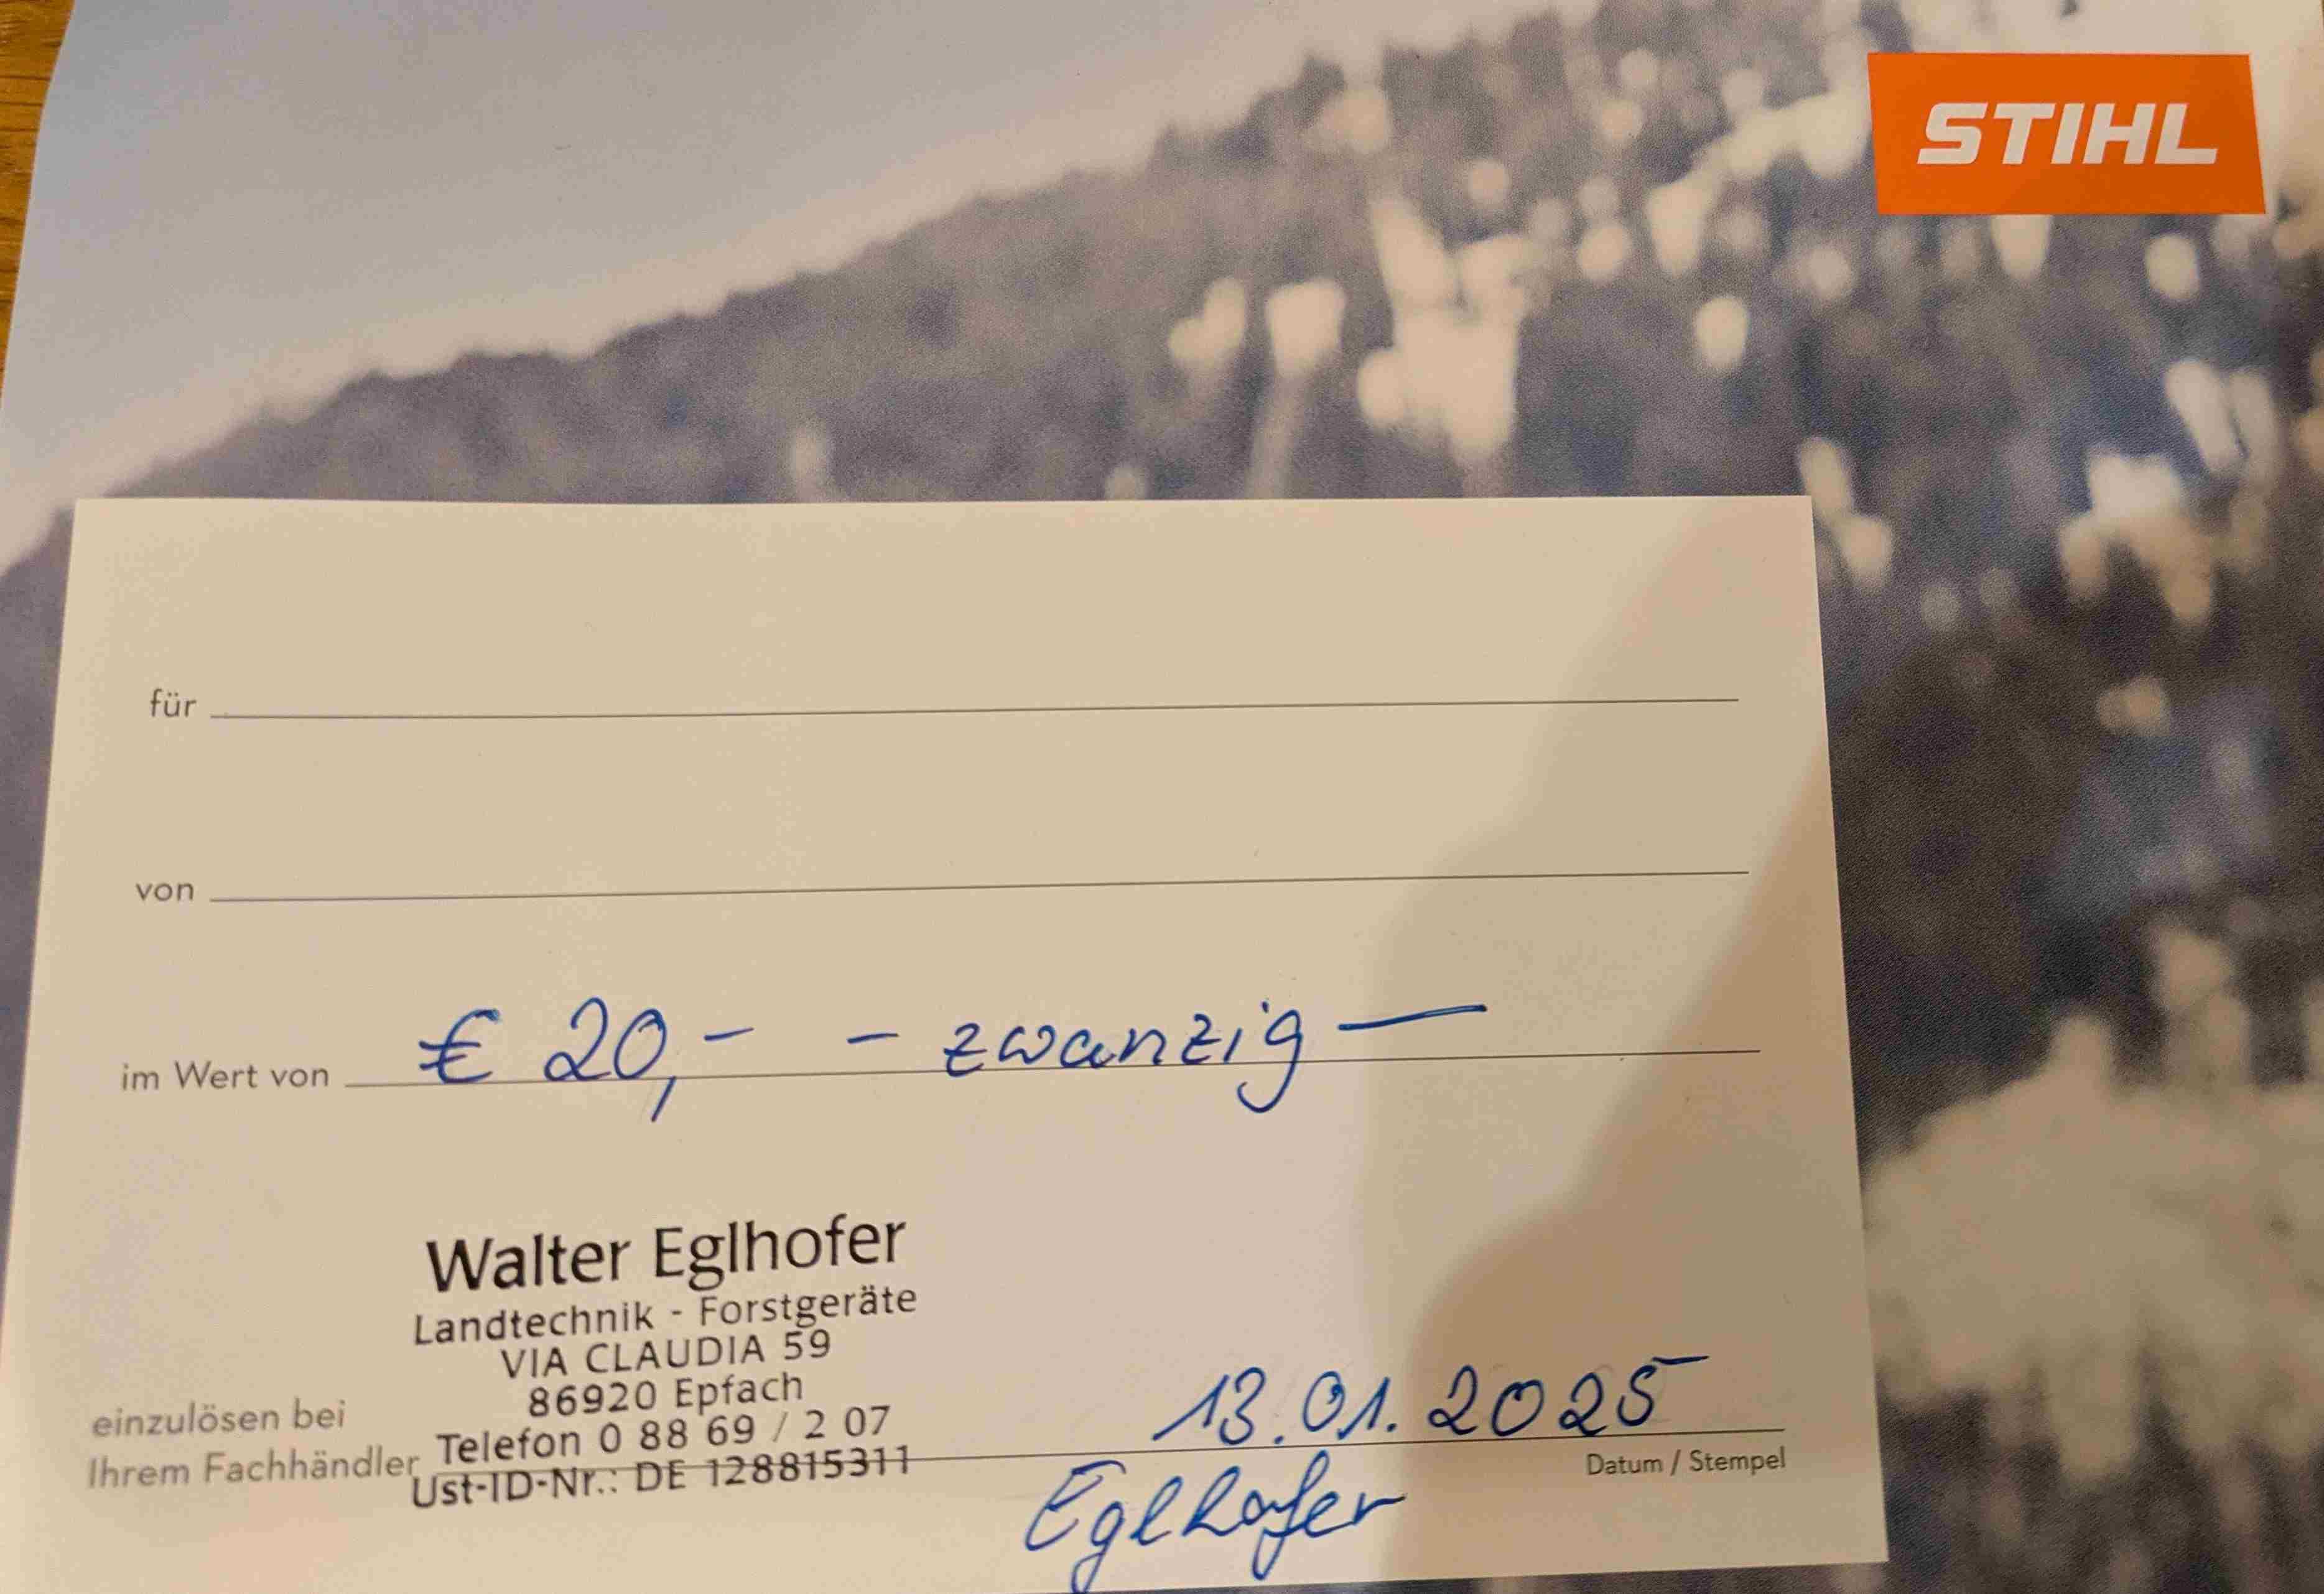 STIHL
für
von
im Wert von € 20,- - zwanzig —
Walter Eglhofer
Landtechnik - Forstgeräte
VIA CLAUDIA 59
86920 Epfach
Telefon 0 88 69 / 2 07
Ust-ID-Nr.: DE 128815311
einzulösen bei
Ihrem Fachhändler
13.01.2025
Datum / Stempel
Eglhofer